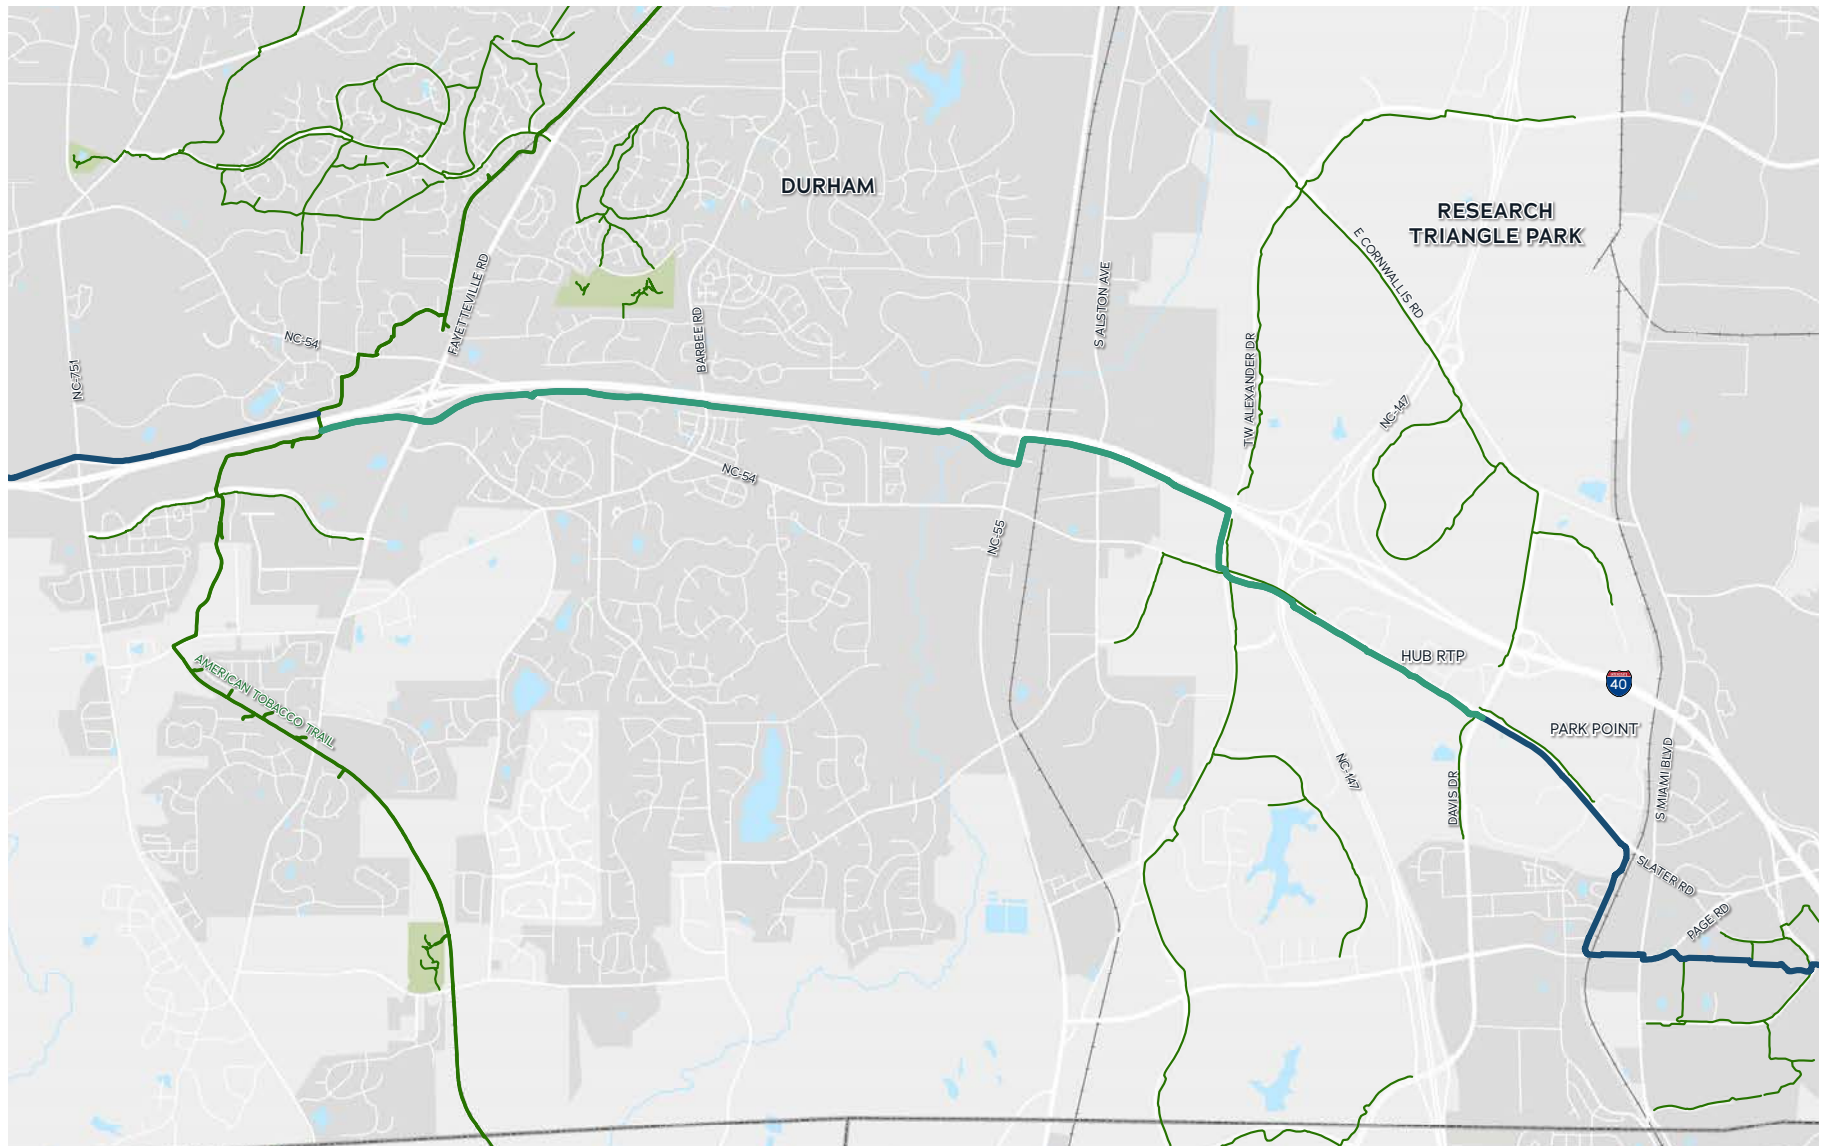 DURHAM
RESEARCH
TRIANGLE PARK
E CORNWALLIS RD
FAYETTEVILLE RD
S ALSTON AVE
NC-54
BARBEE RD
TW ALEXANDER DR
NC-751
NC-147
NC-54
NC-55
AMERICAN TOBACCO TRAIL
HUB RTP
40
PARK POINT
NC-147
DAVIS DR
S MIAMI BLVD
SLATER RD
PAGE RD